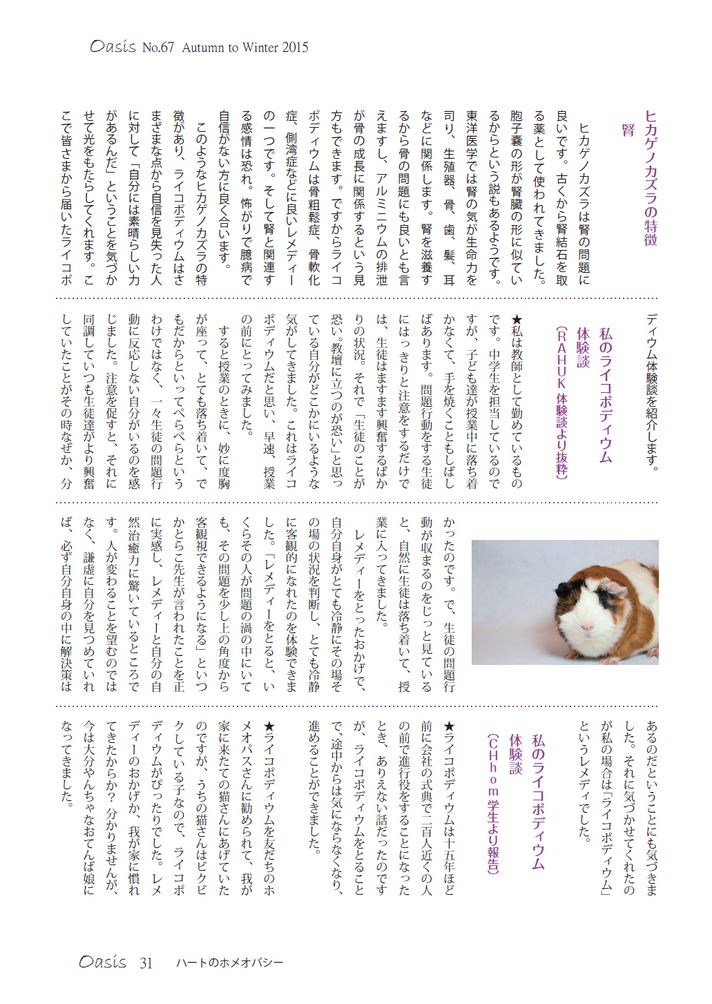 Oasis No.67 Autumn to Winter 2015
ヒカゲノカズラの特徴
腎
ヒカゲノカズラは腎の問題に
良いです。古くから腎結石を取
る薬として使われてきました。
胞子嚢の形が腎臓の形に似てい
るからという説もあるようです。
東洋医学では腎の気が生命力を
司り、生殖器、骨、歯、髪、耳
などに関係します。腎を滋養す
るから骨の問題にも良いとも言
えますし、アルミニウムの排泄
が骨の成長に関係するという見
方もできます。ですからライコ
ポディウムは骨粗鬆症、骨軟化
症、側湾症などに良いレメディー
の一つです。そして腎と関連す
る感情は恐れ。怖がりで臆病で
自信がない方に良く合います。
このようなヒカゲノカズラの特
徴があり、ライコポディウムはさ
まざまな点から自信を見失った人
に対して「自分には素晴らしい力
があるんだ」ということを気づか
せて光をもたらしてくれます。こ
こで皆さまから届いたライコポ
ディウム体験談を紹介します。
私のライコポディウム
体験談
（RAHUK体験談より抜粋）
★私は教師として勤めているもの
です。中学生を担当しているので
すが、子ども達が授業中に落ち着
かなくて、手を焼くこともしばし
ばあります。問題行動をする生徒
にはっきりと注意をするだけで
は、生徒はますます興奮するばか
りの状況。それで「生徒のことが
恐い。教壇に立つのが恐い」と思っ
ている自分がどこかにいるような
気がしてきました。これはライコ
ポディウムだと思い、早速、授業
の前にとってみました。
すると授業のときに、妙に度胸
が座って、とても落ち着いて、で
もだからといってぺらぺらという
わけではなく、一々生徒の問題行
動に反応しない自分がいるのを感
じました。注意を促すと、それに
同調していつも生徒達がより興奮
していたことがその時なぜか、分
かったのです。で、生徒の問題行
動が収まるのをじっと見ている
と、自然に生徒は落ち着いて、授
業に入ってきました。
レメディーをとったおかげで、
自分自身がとても冷静にその場そ
の場の状況を判断し、とても冷静
に客観的になれたのを体験できま
した。「レメディーをとると、い
くらその人が問題の渦の中にいて
も、その問題を少し上の角度から
客観視できるようになる」といつ
かとらこ先生が言われたことを正
に実感し、レメディーと自分の自
然治癒力に驚いているところで
す。人が変わることを望むのでは
なく、謙虚に自分を見つめていれ
ば、必ず自分自身の中に解決策は
あるのだということにも気づきま
した。それに気づかせてくれたの
が私の場合は「ライコポディウム」
というレメディでした。
私のライコポディウム
体験談
（CHhom学生より報告）
★ライコポディウムは十五年ほど
前に会社の式典で二百人近くの人
の前で進行役をすることになった
とき、ありえない話だったのです
が、ライコポディウムをとること
で、途中からは気にならなくなり、
進めることができました。
★ライコポディウムを友だちのホ
メオパスさんに勧められて、我が
家に来たての猫さんにあげていた
のですが、うちの猫さんはビクビ
クしている子なので、ライコポ
ディウムがぴったりでした。レメ
ディーのおかげか、我が家に慣れ
てきたからか？分かりませんが、
今は大分やんちゃなおてんば娘に
なってきました。
Oasis 31 ハートのホメオパシー